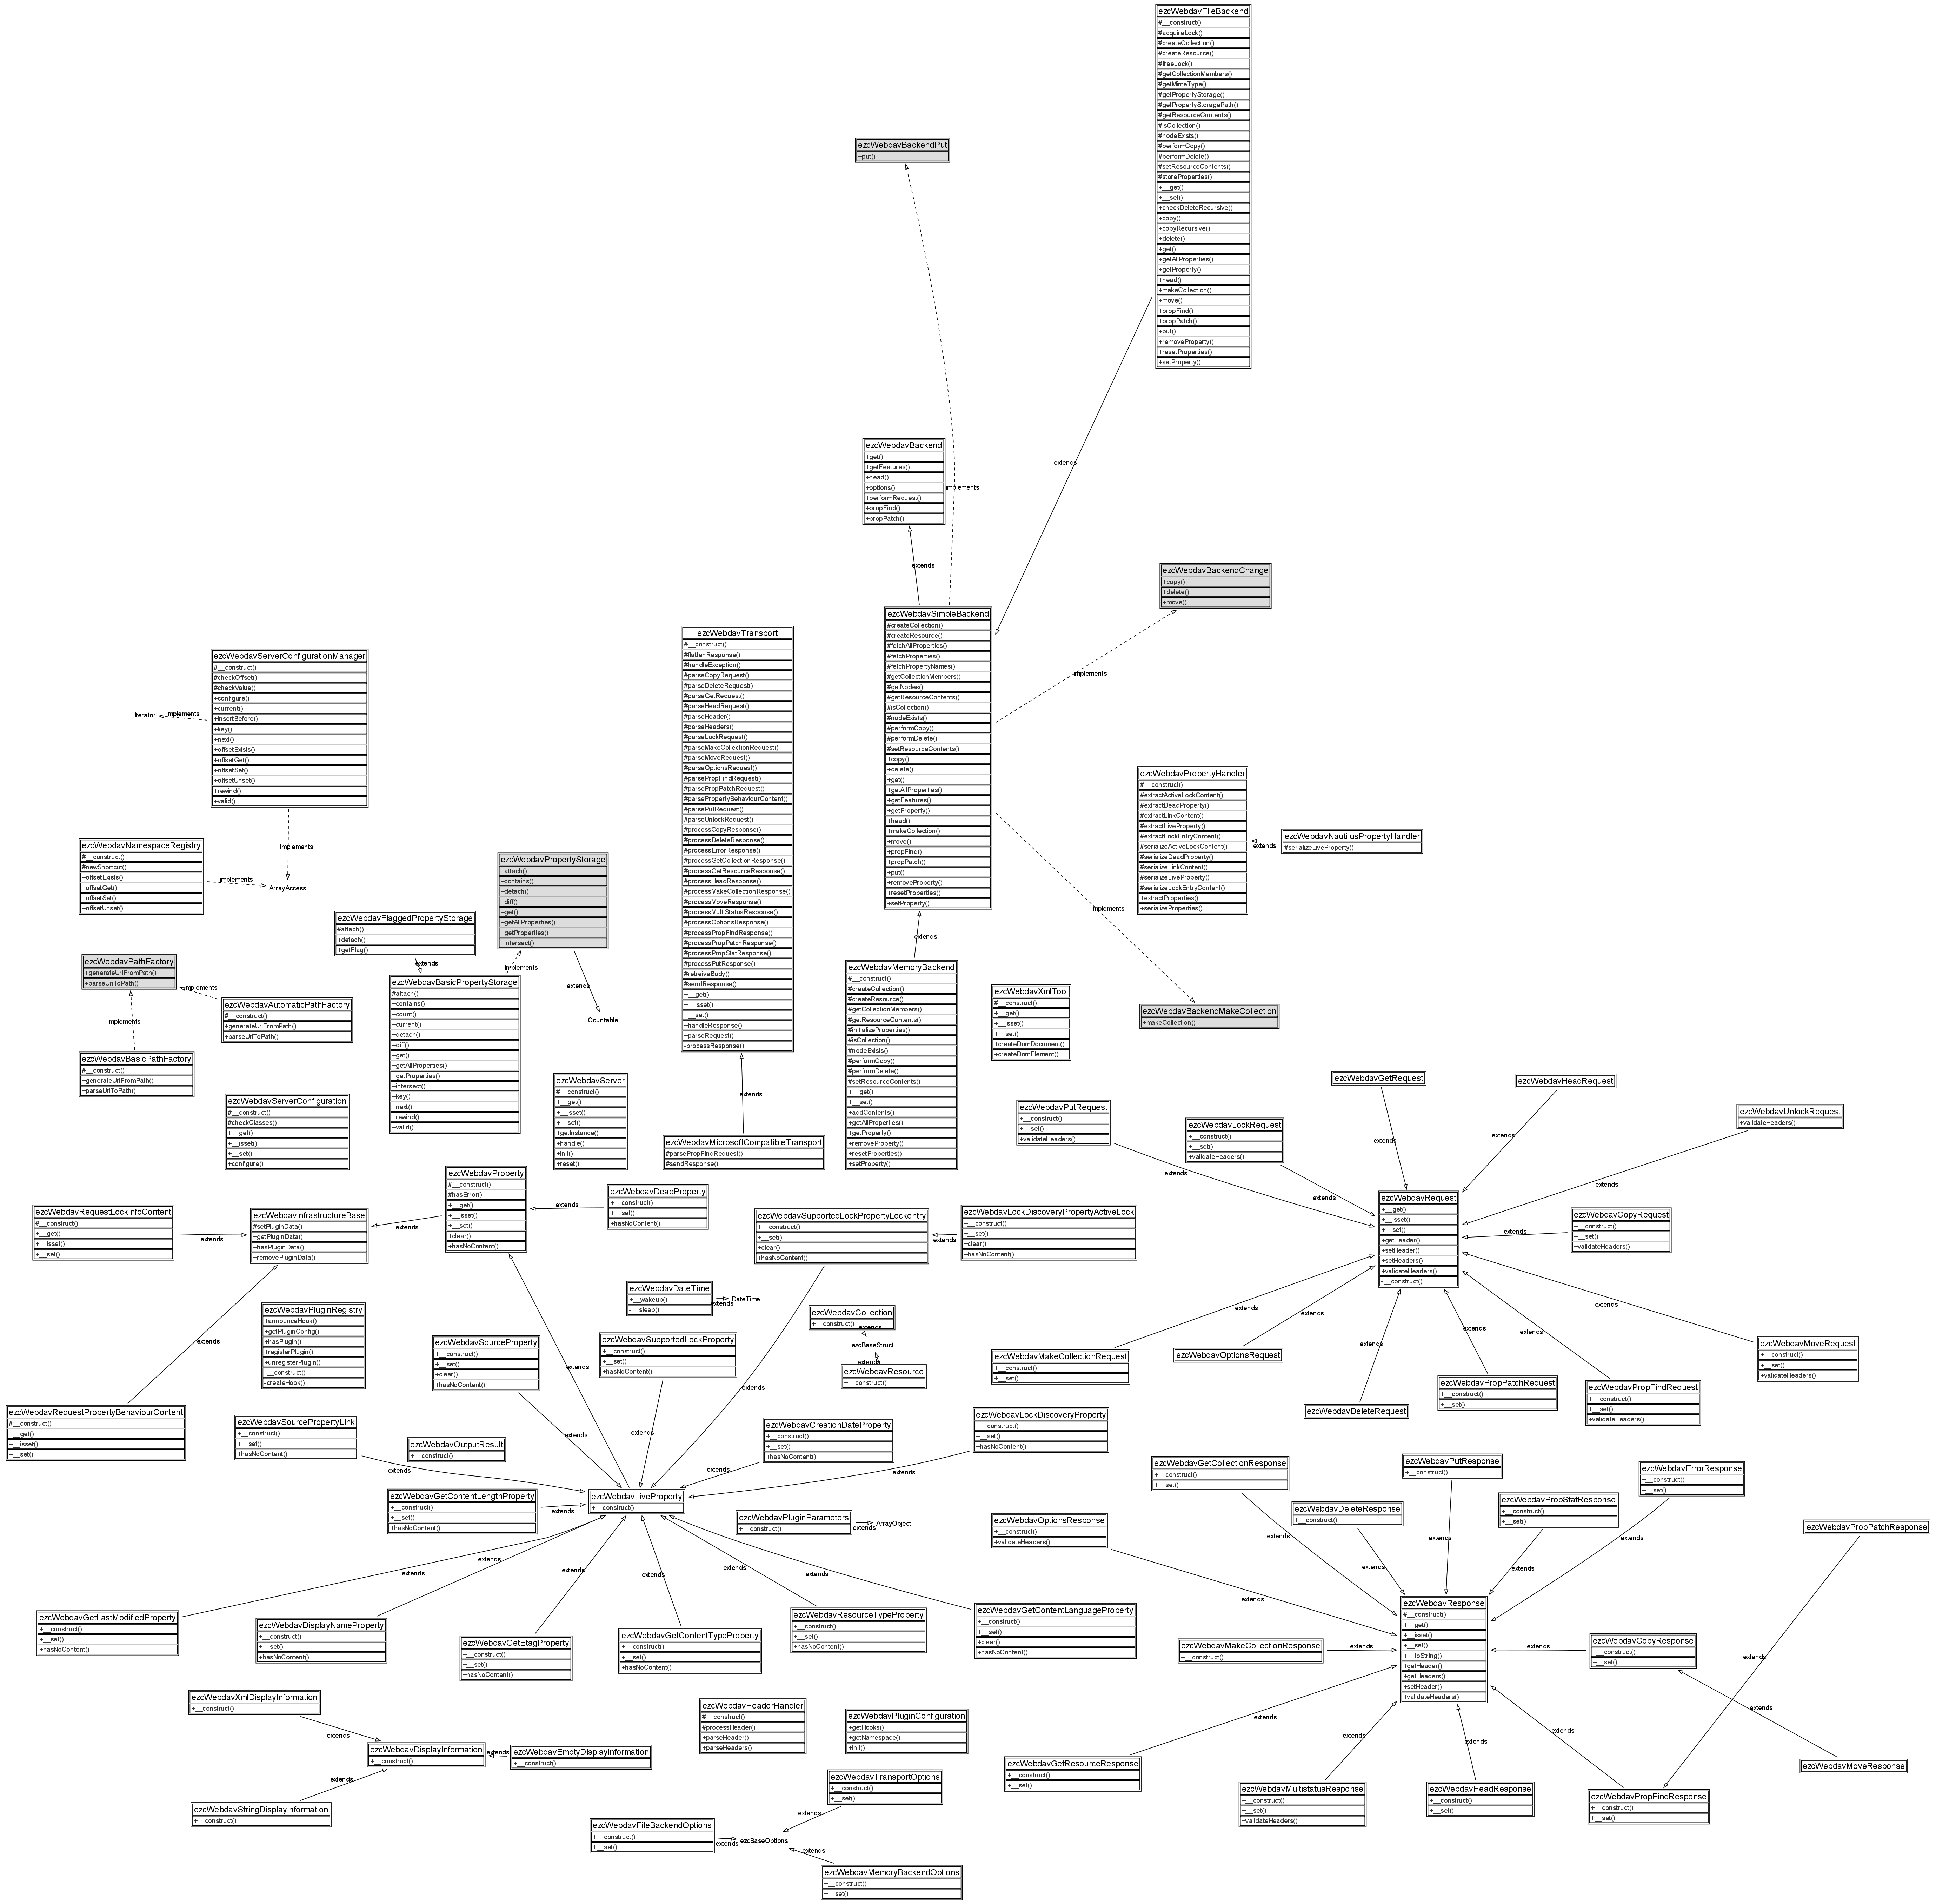 ezcWebdavFileBackend
#__construct()
#acquireLock()
#createCollection()
#createResource()
#freeLock()
#getCollectionMembers()
#getMimeType()
#getPropertyStorage()
#getPropertyStoragePath()
#getResourceContents()
#isCollection()
#nodeExists()
#performCopy()
#performDelete()
#setResourceContents()
#storeProperties()
+__get()
+__set()
+checkDeleteRecursive()
+copy()
+copyRecursive()
+delete()
+get()
+getAllProperties()
+getProperty()
+head()
+makeCollection()
+move()
+propFind()
+propPatch()
+put()
+removeProperty()
+resetProperties()
+setProperty()
ezcWebdavBackendPut
+put()
extends
implements
ezcWebdavBackend
+get()
+getFeatures()
+head()
+options()
+performRequest()
+propFind()
+propPatch()
extends
ezcWebdavBackendChange
+copy()
+delete()
+move()
implements
ezcWebdavSimpleBackend
#createCollection()
#createResource()
#fetchAllProperties()
#fetchProperties()
#fetchPropertyNames()
#getCollectionMembers()
#getNodes()
#getResourceContents()
#isCollection()
#nodeExists()
#performCopy()
#performDelete()
#setResourceContents()
+copy()
+delete()
+get()
+getAllProperties()
+getFeatures()
+getProperty()
+head()
+makeCollection()
+move()
+propFind()
+propPatch()
+put()
+removeProperty()
+resetProperties()
+setProperty()
ezcWebdavTransport
#__construct()
#flattenResponse()
#handleException()
#parseCopyRequest()
#parseDeleteRequest()
#parseGetRequest()
#parseHeadRequest()
#parseHeader()
#parseHeaders()
#parseLockRequest()
#parseMakeCollectionRequest()
#parseMoveRequest()
#parseOptionsRequest()
#parsePropFindRequest()
#parsePropPatchRequest()
#parsePropertyBehaviourContent()
#parsePutRequest()
#parseUnlockRequest()
#processCopyResponse()
#processDeleteResponse()
#processErrorResponse()
#processGetCollectionResponse()
#processGetResourceResponse()
#processHeadResponse()
#processMakeCollectionResponse()
#processMoveResponse()
#processMultiStatusResponse()
#processOptionsResponse()
#processPropFindResponse()
#processPropPatchResponse()
#processPropStatResponse()
#processPutResponse()
#retreiveBody()
#sendResponse()
+__get()
+__isset()
+__set()
+handleResponse()
+parseRequest()
-processResponse()
ezcWebdavServerConfigurationManager
#__construct()
#checkOffset()
#checkValue()
+configure()
+current()
+insertBefore()
+key()
+next()
+offsetExists()
+offsetGet()
+offsetSet()
+offsetUnset()
+rewind()
+valid()
Iterator
implements
implements
ezcWebdavNamespaceRegistry
#__construct()
#newShortcut()
+offsetExists()
+offsetGet()
+offsetSet()
+offsetUnset()
implements
ArrayAccess
ezcWebdavPropertyHandler
#__construct()
#extractActiveLockContent()
#extractDeadProperty()
#extractLinkContent()
#extractLiveProperty()
#extractLockEntryContent()
#serializeActiveLockContent()
#serializeDeadProperty()
#serializeLinkContent()
#serializeLiveProperty()
#serializeLockEntryContent()
+extractProperties()
+serializeProperties()
extends
ezcWebdavNautilusPropertyHandler
#serializeLiveProperty()
ezcWebdavPropertyStorage
+attach()
+contains()
+detach()
+diff()
+get()
+getAllProperties()
+getProperties()
+intersect()
ezcWebdavFlaggedPropertyStorage
#attach()
+detach()
+getFlag()
extends
implements
extends
Countable
ezcWebdavBasicPropertyStorage
#attach()
+contains()
+count()
+current()
+detach()
+diff()
+get()
+getAllProperties()
+getProperties()
+intersect()
+key()
+next()
+rewind()
+valid()
ezcWebdavPathFactory
+generateUriFromPath()
+parseUriToPath()
implements
ezcWebdavAutomaticPathFactory
#__construct()
+generateUriFromPath()
+parseUriToPath()
implements
ezcWebdavBasicPathFactory
#__construct()
+generateUriFromPath()
+parseUriToPath()
implements
extends
ezcWebdavMemoryBackend
#__construct()
#createCollection()
#createResource()
#getCollectionMembers()
#getResourceContents()
#initializeProperties()
#isCollection()
#nodeExists()
#performCopy()
#performDelete()
#setResourceContents()
+__get()
+__set()
+addContents()
+getAllProperties()
+getProperty()
+removeProperty()
+resetProperties()
+setProperty()
ezcWebdavXmlTool
#__construct()
+__get()
+__isset()
+__set()
+createDomDocument()
+createDomElement()
ezcWebdavBackendMakeCollection
+makeCollection()
ezcWebdavServerConfiguration
#__construct()
#checkClasses()
+__get()
+__isset()
+__set()
+configure()
ezcWebdavServer
#__construct()
+__get()
+__isset()
+__set()
+getInstance()
+handle()
+init()
+reset()
extends
ezcWebdavMicrosoftCompatibleTransport
#parsePropFindRequest()
#sendResponse()
ezcWebdavGetRequest
ezcWebdavHeadRequest
ezcWebdavPutRequest
+__construct()
+__set()
+validateHeaders()
ezcWebdavLockRequest
+__construct()
+__set()
+validateHeaders()
ezcWebdavUnlockRequest
+validateHeaders()
extends
extends
extends
extends
extends
ezcWebdavRequest
+__get()
+__isset()
+__set()
+getHeader()
+setHeader()
+setHeaders()
+validateHeaders()
-__construct()
extends
ezcWebdavCopyRequest
+__construct()
+__set()
+validateHeaders()
ezcWebdavProperty
#__construct()
#hasError()
+__get()
+__isset()
+__set()
+clear()
+hasNoContent()
extends
ezcWebdavDeadProperty
+__construct()
+__set()
+hasNoContent()
ezcWebdavRequestLockInfoContent
#__construct()
+__get()
+__isset()
+__set()
extends
ezcWebdavInfrastructureBase
#setPluginData()
+getPluginData()
+hasPluginData()
+removePluginData()
extends
ezcWebdavSupportedLockPropertyLockentry
+__construct()
+__set()
+clear()
+hasNoContent()
extends
ezcWebdavLockDiscoveryPropertyActiveLock
+__construct()
+__set()
+clear()
+hasNoContent()
ezcWebdavDateTime
+__wakeup()
-__sleep()
extends
DateTime
ezcWebdavCollection
+__construct()
extends
ezcBaseStruct
extends
ezcWebdavResource
+__construct()
ezcWebdavPluginRegistry
+announceHook()
+getPluginConfig()
+hasPlugin()
+registerPlugin()
+unregisterPlugin()
-__construct()
-createHook()
extends
ezcWebdavSourceProperty
+__construct()
+__set()
+clear()
+hasNoContent()
extends
ezcWebdavSupportedLockProperty
+__construct()
+__set()
+hasNoContent()
extends
extends
extends
extends
extends
extends
ezcWebdavMakeCollectionRequest
+__construct()
+__set()
ezcWebdavOptionsRequest
ezcWebdavDeleteRequest
ezcWebdavPropPatchRequest
+__construct()
+__set()
ezcWebdavPropFindRequest
+__construct()
+__set()
+validateHeaders()
ezcWebdavMoveRequest
+__construct()
+__set()
+validateHeaders()
extends
ezcWebdavRequestPropertyBehaviourContent
#__construct()
+__get()
+__isset()
+__set()
ezcWebdavSourcePropertyLink
+__construct()
+__set()
+hasNoContent()
ezcWebdavOutputResult
+__construct()
extends
extends
extends
ezcWebdavCreationDateProperty
+__construct()
+__set()
+hasNoContent()
ezcWebdavLockDiscoveryProperty
+__construct()
+__set()
+hasNoContent()
extends
extends
ezcWebdavGetContentLengthProperty
+__construct()
+__set()
+hasNoContent()
extends
ezcWebdavLiveProperty
+__construct()
ezcWebdavPluginParameters
+__construct()
extends
ArrayObject
ezcWebdavGetCollectionResponse
+__construct()
+__set()
ezcWebdavPutResponse
+__construct()
ezcWebdavErrorResponse
+__construct()
+__set()
ezcWebdavDeleteResponse
+__construct()
ezcWebdavPropStatResponse
+__construct()
+__set()
ezcWebdavOptionsResponse
+__construct()
+validateHeaders()
ezcWebdavPropPatchResponse
extends
extends
extends
extends
extends
extends
extends
extends
extends
extends
extends
extends
ezcWebdavGetLastModifiedProperty
+__construct()
+__set()
+hasNoContent()
ezcWebdavDisplayNameProperty
+__construct()
+__set()
+hasNoContent()
ezcWebdavGetEtagProperty
+__construct()
+__set()
+hasNoContent()
ezcWebdavGetContentTypeProperty
+__construct()
+__set()
+hasNoContent()
ezcWebdavResourceTypeProperty
+__construct()
+__set()
+hasNoContent()
ezcWebdavGetContentLanguageProperty
+__construct()
+__set()
+clear()
+hasNoContent()
ezcWebdavResponse
#__construct()
+__get()
+__isset()
+__set()
+__toString()
+getHeader()
+getHeaders()
+setHeader()
+validateHeaders()
ezcWebdavMakeCollectionResponse
+__construct()
extends
extends
ezcWebdavCopyResponse
+__construct()
+__set()
extends
ezcWebdavXmlDisplayInformation
+__construct()
extends
ezcWebdavDisplayInformation
+__construct()
extends
ezcWebdavEmptyDisplayInformation
+__construct()
extends
ezcWebdavStringDisplayInformation
+__construct()
ezcWebdavHeaderHandler
#__construct()
#processHeader()
+parseHeader()
+parseHeaders()
ezcWebdavPluginConfiguration
+getHooks()
+getNamespace()
+init()
extends
extends
extends
extends
extends
ezcWebdavGetResourceResponse
+__construct()
+__set()
ezcWebdavMultistatusResponse
+__construct()
+__set()
+validateHeaders()
ezcWebdavHeadResponse
+__construct()
+__set()
ezcWebdavPropFindResponse
+__construct()
+__set()
ezcWebdavMoveResponse
ezcWebdavTransportOptions
+__construct()
+__set()
extends
ezcWebdavFileBackendOptions
+__construct()
+__set()
extends
ezcBaseOptions
extends
ezcWebdavMemoryBackendOptions
+__construct()
+__set()